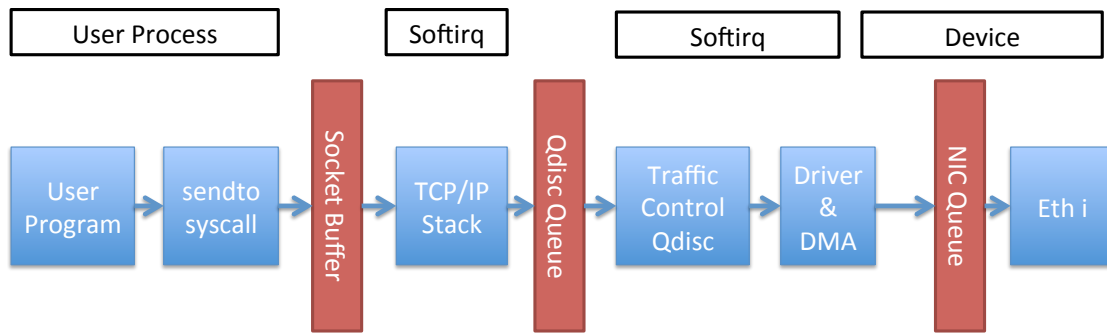 User Process
Softirq
Softirq
Device
User
Program
sendto
syscall
Socket Buffer
TCP/IP
Stack
Qdisc Queue
Traffic
Control
Qdisc
Driver
&
DMA
NIC Queue
Eth i